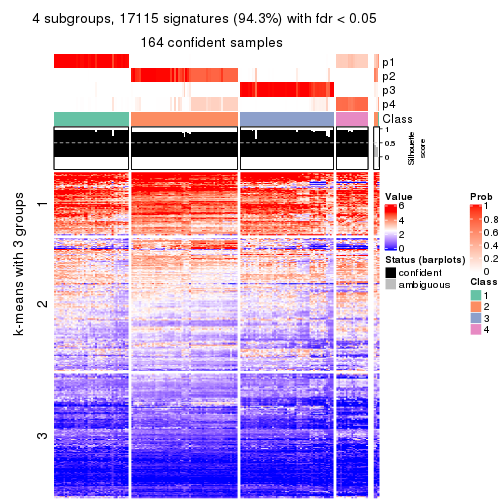 4 subgroups, 17115 signatures (94.3%) with fdr < 0.05
164 confident samples
p1
p2
p3
p4
Class
1
0.5
0
Silhouette
score
k-means with 3 groups
1
2
3
Value
6
4
2
0
Status (barplots)
confident
ambiguous
Prob
1
0.8
0.6
0.4
0.2
0
Class
1
2
3
4